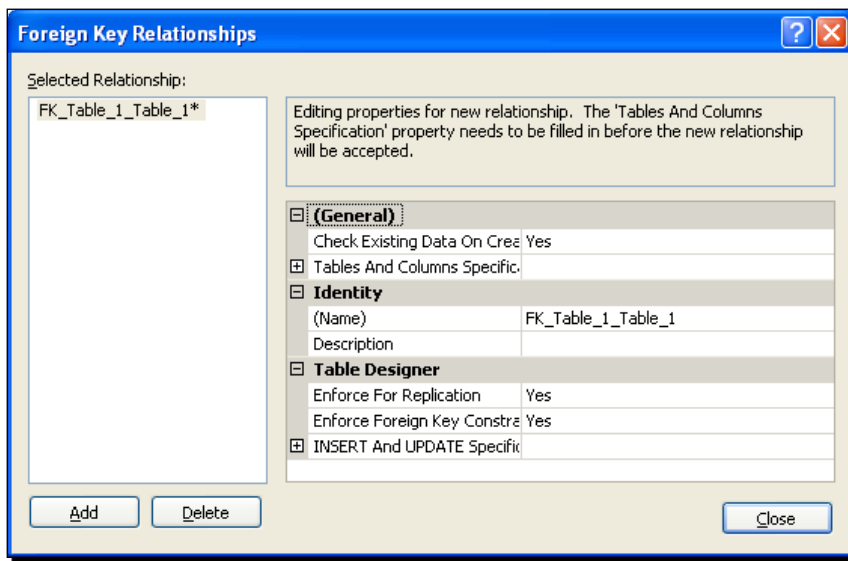 Foreign Key Relationships
Selected Relationship:
FK_Table_1_Table_1*
Editing properties for new relationship. The 'Tables And Columns
Specification' property needs to be filled in before the new relationship
will be accepted.
(General)
Check Existing Data On Crea Yes
Tables And Columns Specific
Identity
(Name) FK_Table_1_Table_1
Description
Table Designer
Enforce For Replication Yes
Enforce Foreign Key Constra Yes
INSERT And UPDATE Specific
Add Delete
Close